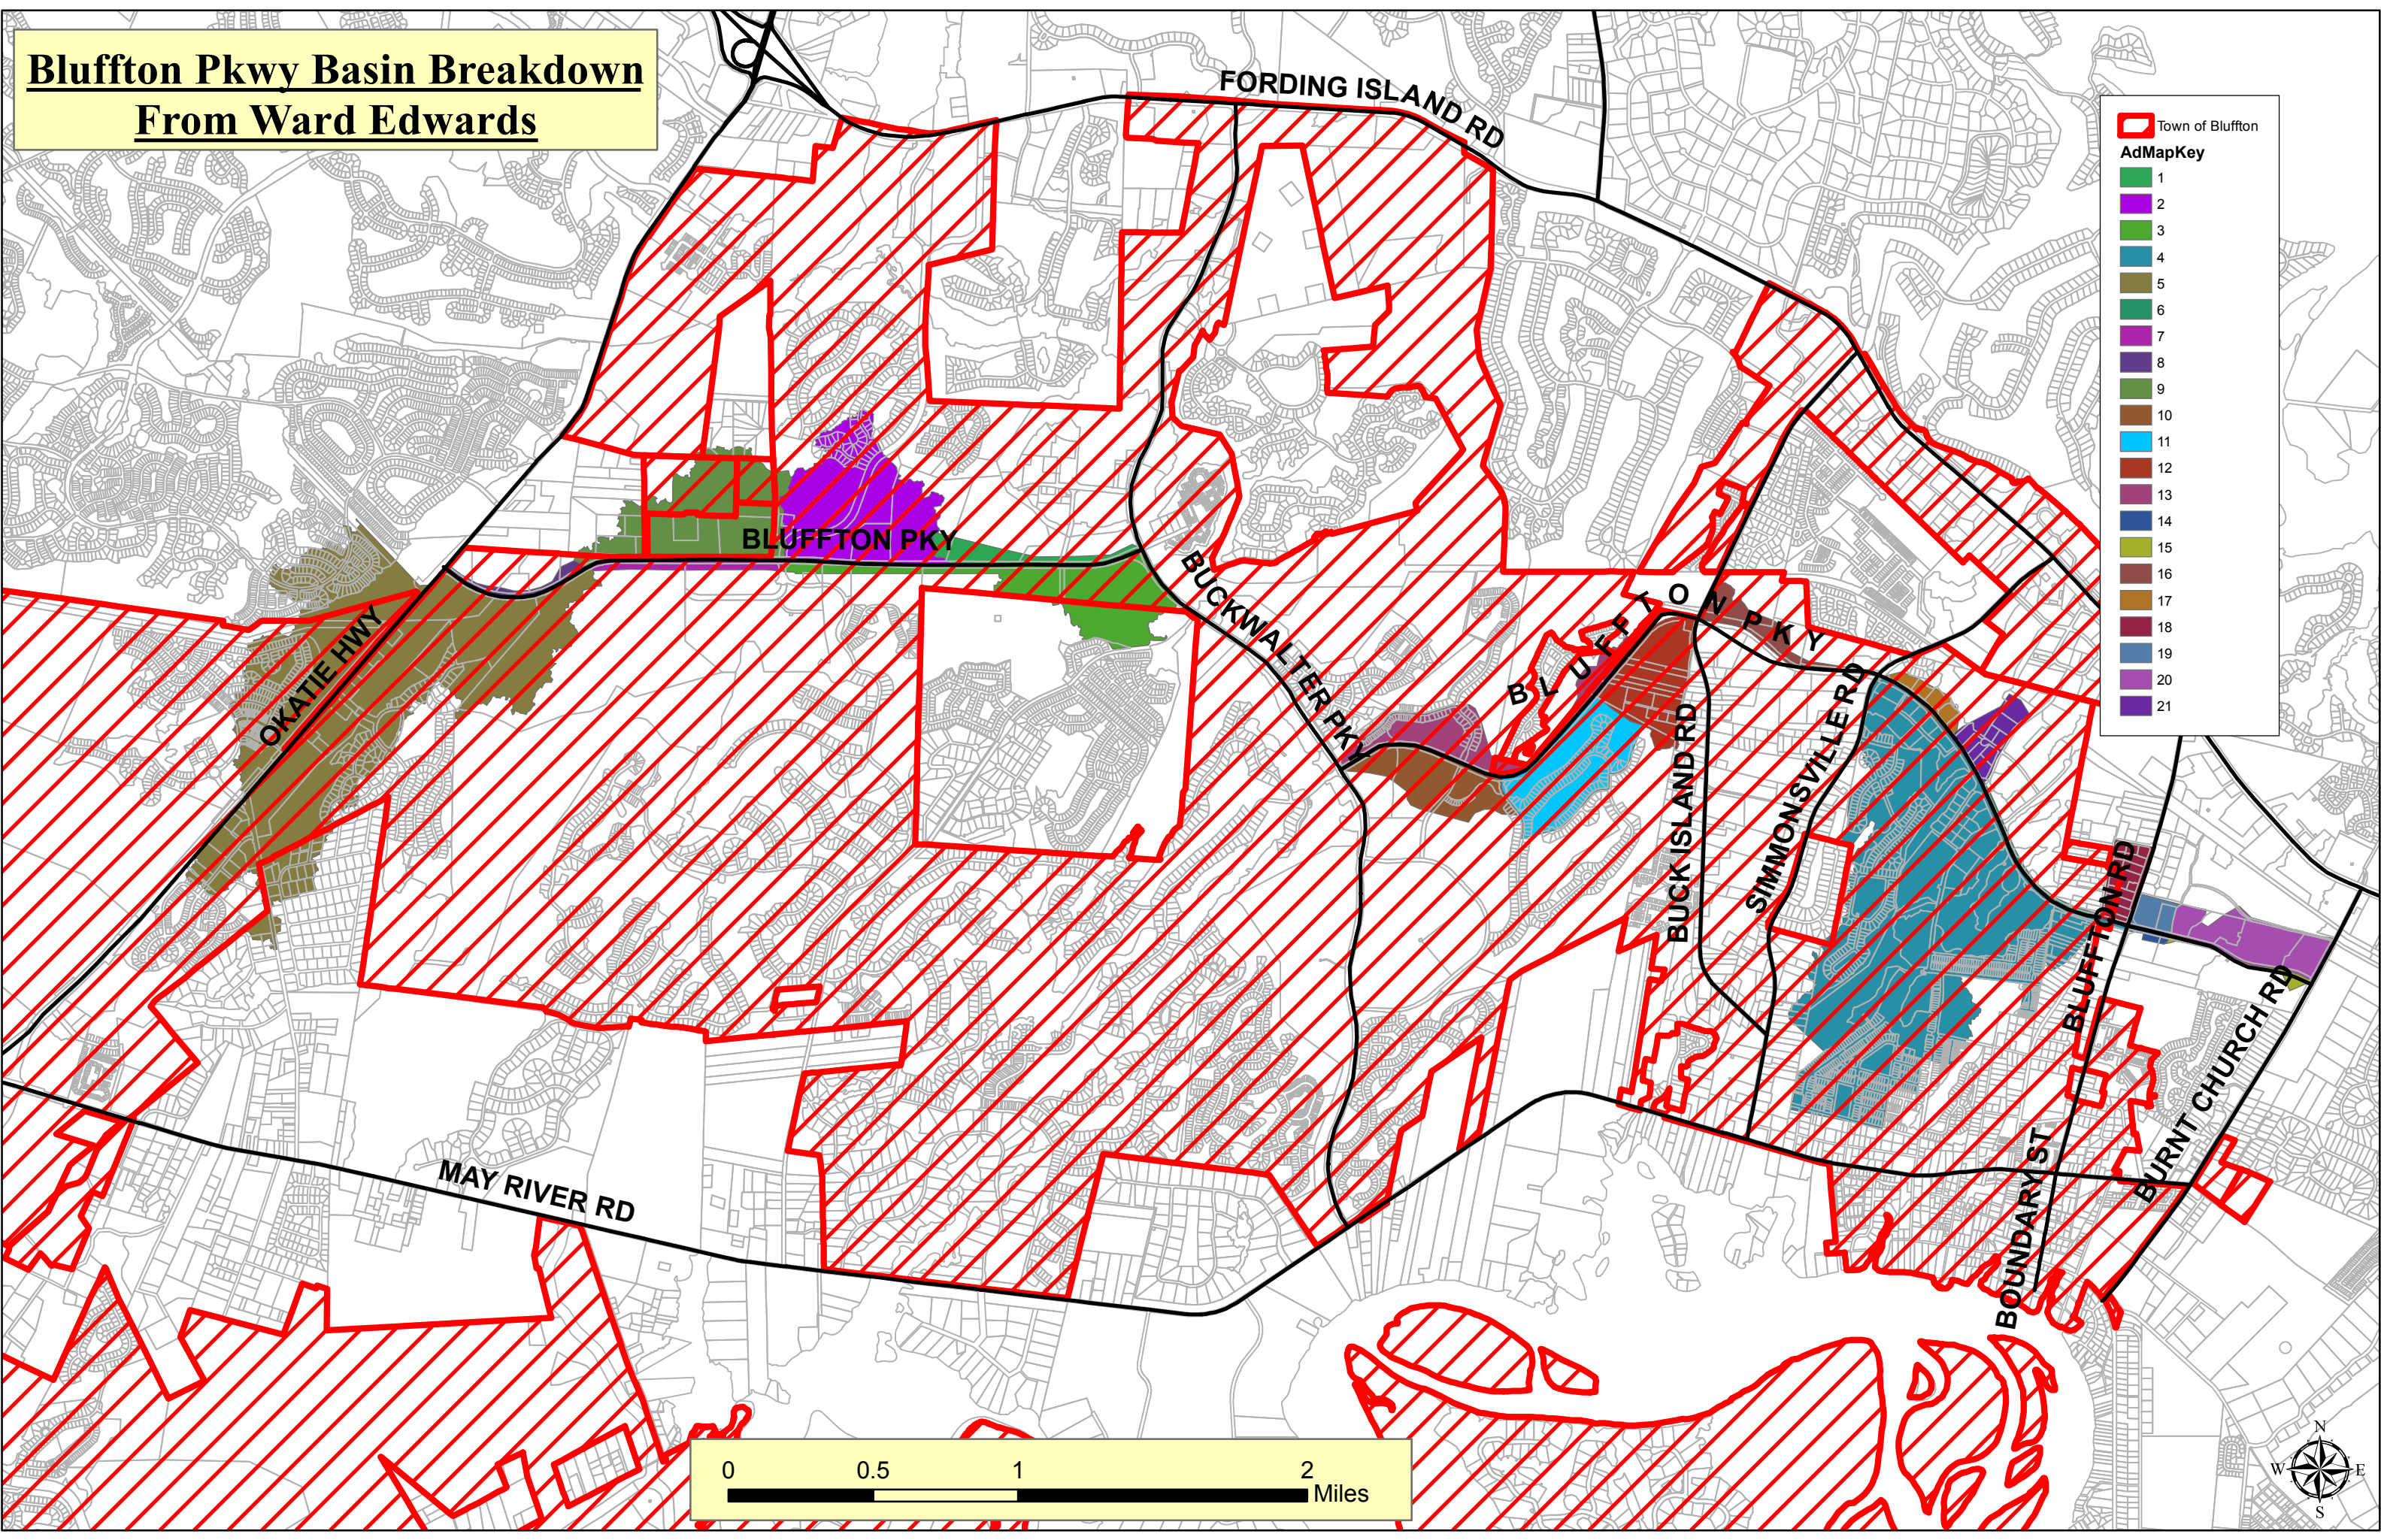 Bluffton Pkwy Basin Breakdown
From Ward Edwards
FORDING ISLAND RD
Town of Bluffton
AdMapKey
1
2
3
4
5
6
7
8
9
10
11
12
13
14
15
16
17
18
19
20
21
BLUFFTON PKY
BUCKWALTER PKY
BLUFFTON PKY
OKATIE HWY
BUCK ISLAND RD
SIMMONSVILLE RD
BLUFFTON RD
BURNT CHURCH RD
BOUNDARY ST
MAY RIVER RD
0 0.5 1 2
Miles
N
W E
S